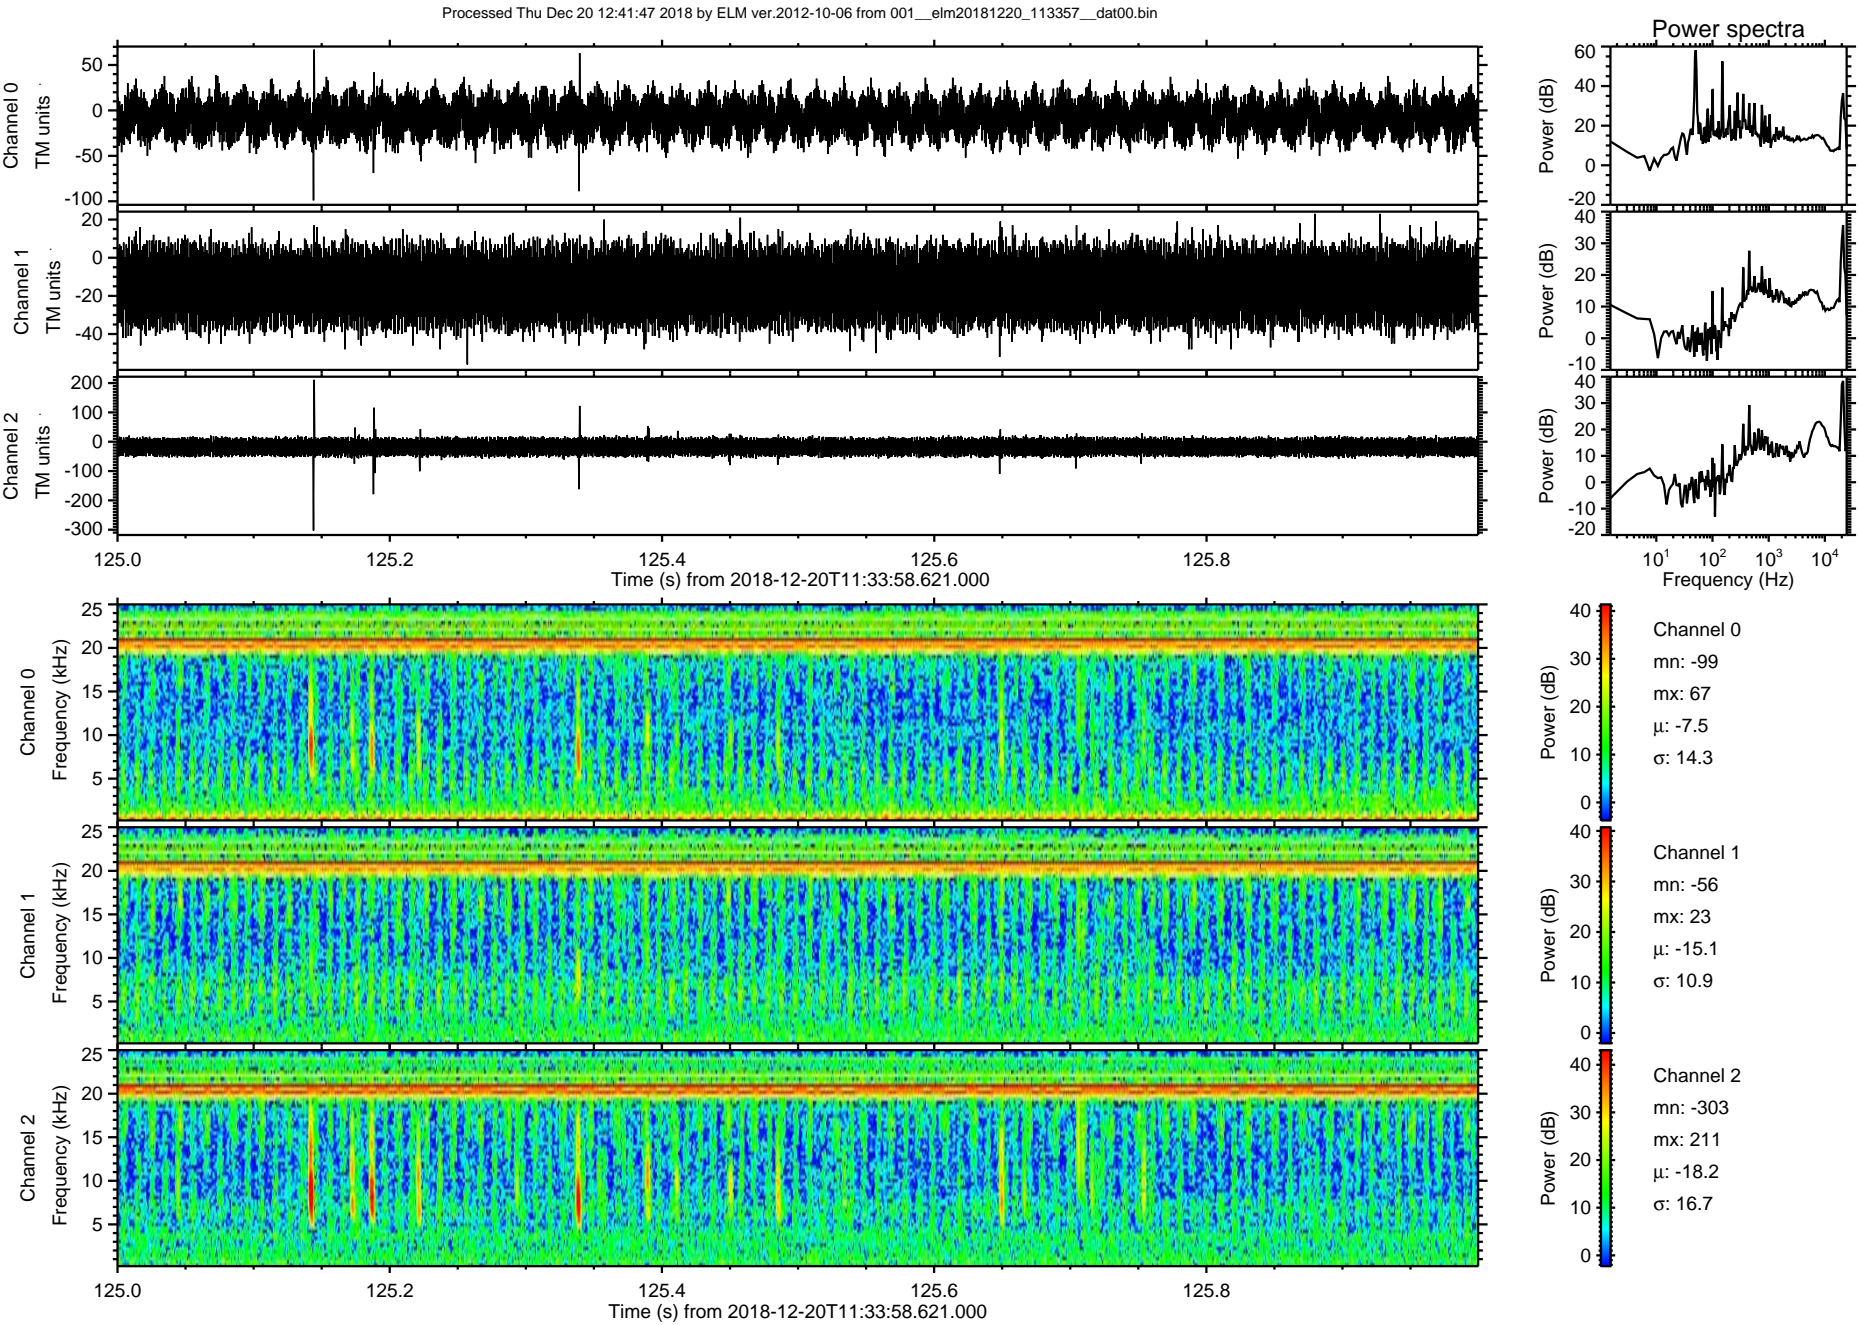 Processed Thu Dec 20 12:41:47 2018 by ELM ver.2012-10-06 from 001__elm20181220_113357__dat00.bin
Power spectra
Channel 0
TM units
50
0
-50
-100
Power (dB)
60
40
20
0
-20
Channel 1
TM units
20
0
-20
-40
Power (dB)
40
30
20
10
0
-10
Channel 2
TM units
200
100
0
-100
-200
-300
Power (dB)
40
30
20
10
0
-10
-20
125.0 125.2 125.4 125.6 125.8
Time (s) from 2018-12-20T11:33:58.621.000
10^1 10^2 10^3 10^4
Frequency (Hz)
Channel 0
Frequency (kHz)
25
20
15
10
5
Power (dB)
40
30
20
10
0
Channel 0
mn: -99
mx: 67
μ: -7.5
σ: 14.3
Channel 1
Frequency (kHz)
25
20
15
10
5
Power (dB)
40
30
20
10
0
Channel 1
mn: -56
mx: 23
μ: -15.1
σ: 10.9
Channel 2
Frequency (kHz)
25
20
15
10
5
Power (dB)
40
30
20
10
0
Channel 2
mn: -303
mx: 211
μ: -18.2
σ: 16.7
125.0 125.2 125.4 125.6 125.8
Time (s) from 2018-12-20T11:33:58.621.000